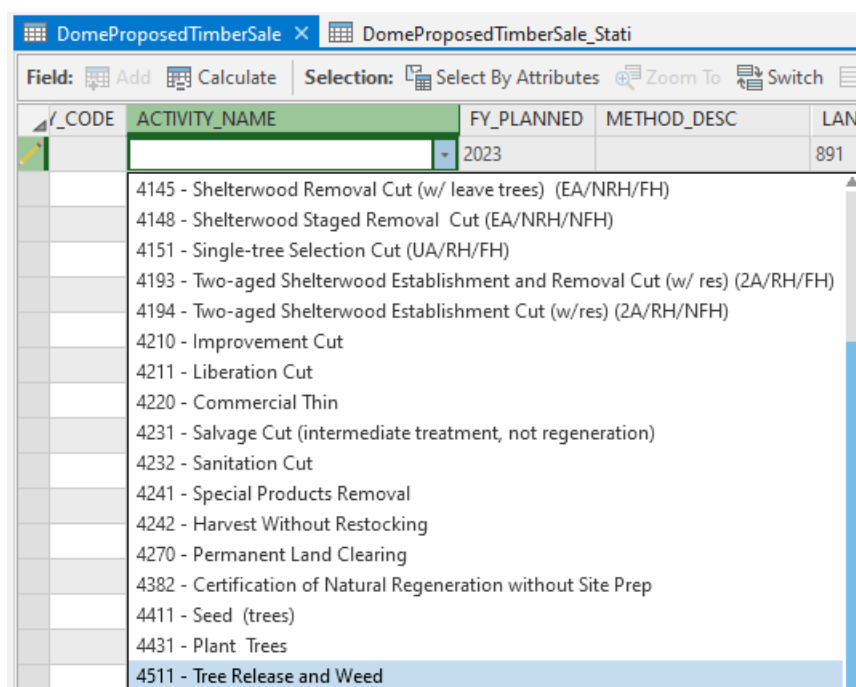 DomeProposedTimberSale × DomeProposedTimberSale_Stati
Field: Add Calculate Selection: Select By Attributes Zoom To Switch
Y_CODE ACTIVITY_NAME FY_PLANNED METHOD_DESC LAN
2023 891
4145 - Shelterwood Removal Cut (w/ leave trees) (EA/NRH/FH)
4148 - Shelterwood Staged Removal Cut (EA/NRH/NFH)
4151 - Single-tree Selection Cut (UA/RH/FH)
4193 - Two-aged Shelterwood Establishment and Removal Cut (w/ res) (2A/RH/FH)
4194 - Two-aged Shelterwood Establishment Cut (w/res) (2A/RH/NFH)
4210 - Improvement Cut
4211 - Liberation Cut
4220 - Commercial Thin
4231 - Salvage Cut (intermediate treatment, not regeneration)
4232 - Sanitation Cut
4241 - Special Products Removal
4242 - Harvest Without Restocking
4270 - Permanent Land Clearing
4382 - Certification of Natural Regeneration without Site Prep
4411 - Seed (trees)
4431 - Plant Trees
4511 - Tree Release and Weed